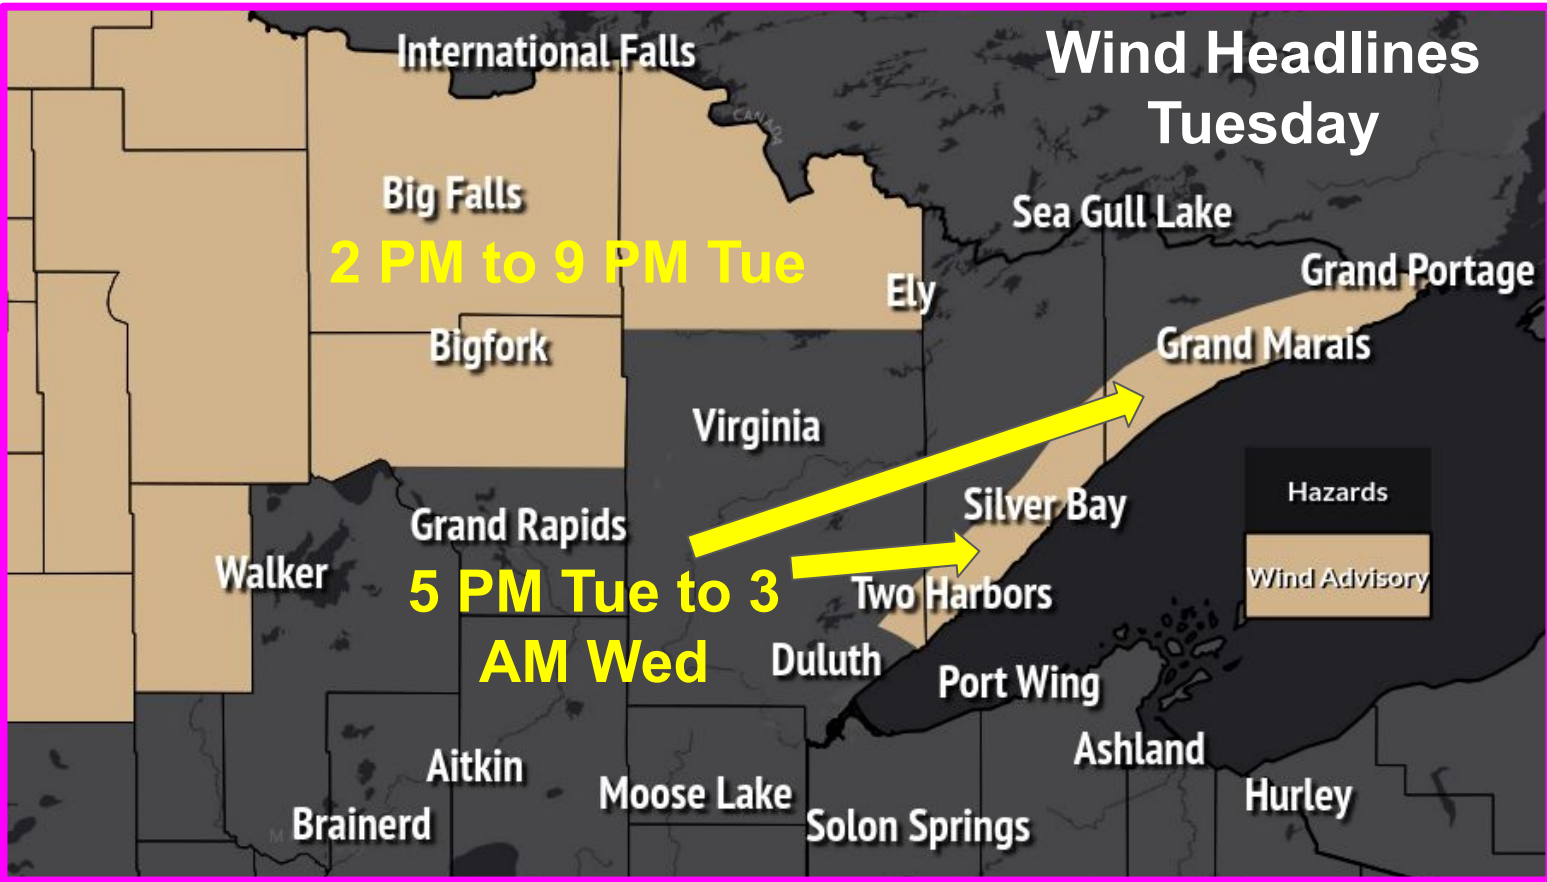 Wind Headlines
Tuesday
International Falls
CANADA
Big Falls
Sea Gull Lake
2 PM to 9 PM Tue
Grand Portage
Ely
Bigfork
Grand Marais
Virginia
Hazards
Silver Bay
Grand Rapids
Walker
Wind Advisory
5 PM Tue to 3
AM Wed
Two Harbors
Duluth
Port Wing
Ashland
Aitkin
Moose Lake
Hurley
Brainerd
Solon Springs